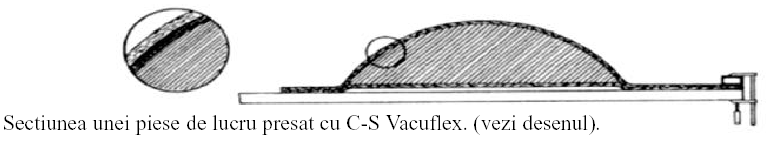 Sectiunea unei piese de lucru presat cu C-S Vacuflex. (vezi desenul).